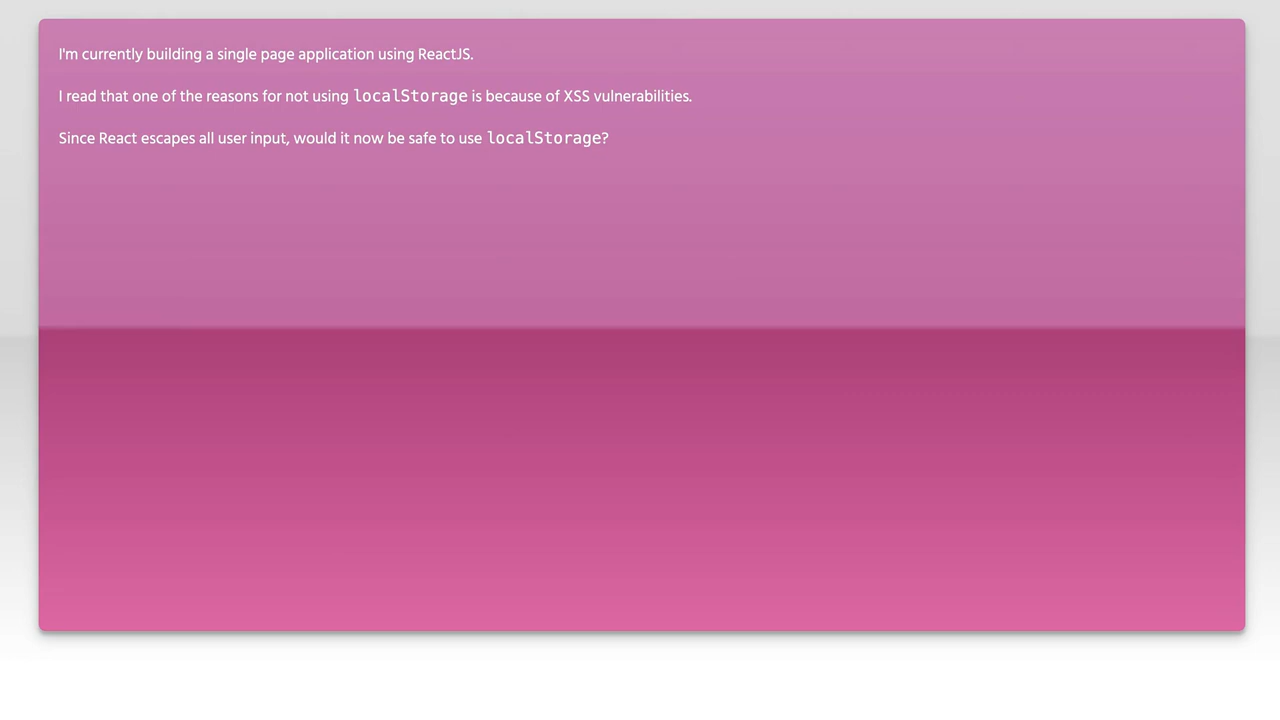 I'm currently building a single page application using ReactJS.
I read that one of the reasons for not using localStorage is because of XSS vulnerabilities.
Since React escapes all user input, would it now be safe to use localStorage?